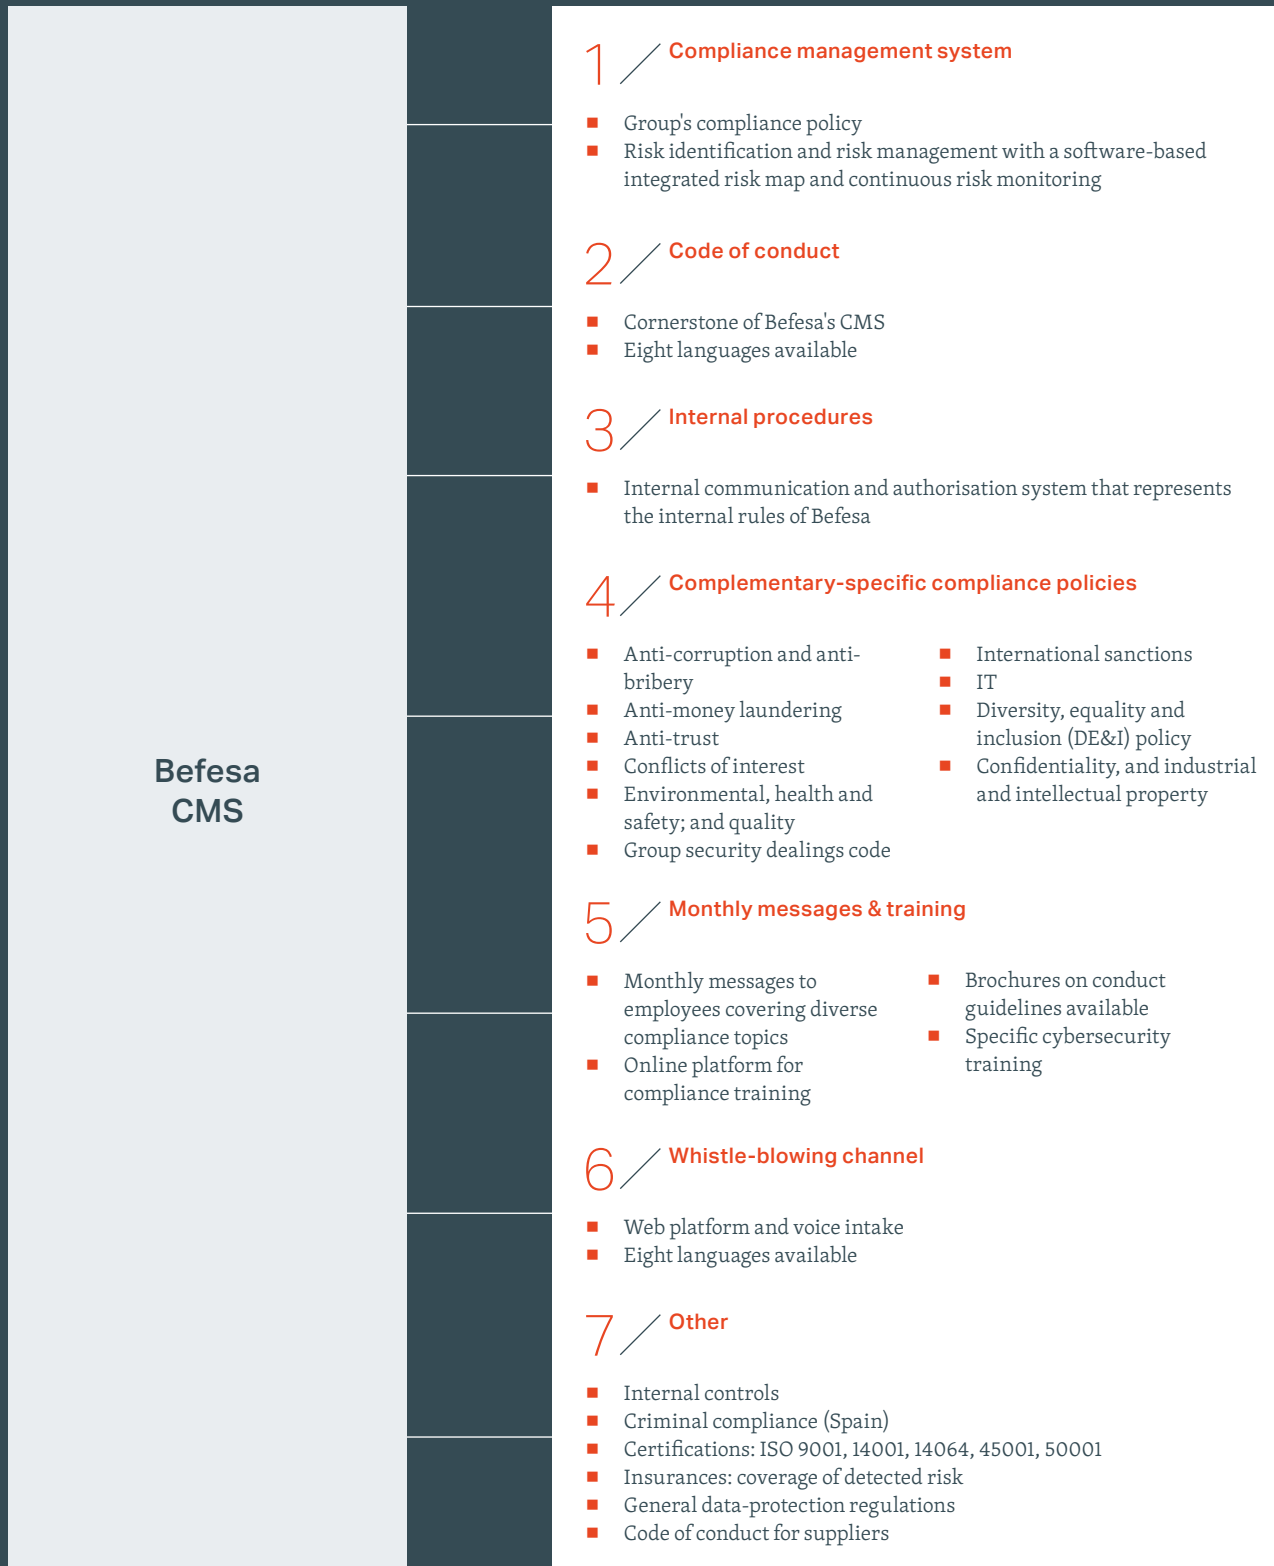 Befesa
CMS
1 Compliance management system
■ Group's compliance policy
■ Risk identification and risk management with a software-based
integrated risk map and continuous risk monitoring
2 Code of conduct
■ Cornerstone of Befesa's CMS
■ Eight languages available
3 Internal procedures
■ Internal communication and authorisation system that represents
the internal rules of Befesa
4 Complementary-specific compliance policies
■ Anti-corruption and anti-
bribery
■ Anti-money laundering
■ Anti-trust
■ Conflicts of interest
■ Environmental, health and
safety; and quality
■ Group security dealings code
■ International sanctions
■ IT
■ Diversity, equality and
inclusion (DE&I) policy
■ Confidentiality, and industrial
and intellectual property
5 Monthly messages & training
■ Monthly messages to
employees covering diverse
compliance topics
■ Online platform for
compliance training
■ Brochures on conduct
guidelines available
■ Specific cybersecurity
training
6 Whistle-blowing channel
■ Web platform and voice intake
■ Eight languages available
7 Other
■ Internal controls
■ Criminal compliance (Spain)
■ Certifications: ISO 9001, 14001, 14064, 45001, 50001
■ Insurances: coverage of detected risk
■ General data-protection regulations
■ Code of conduct for suppliers